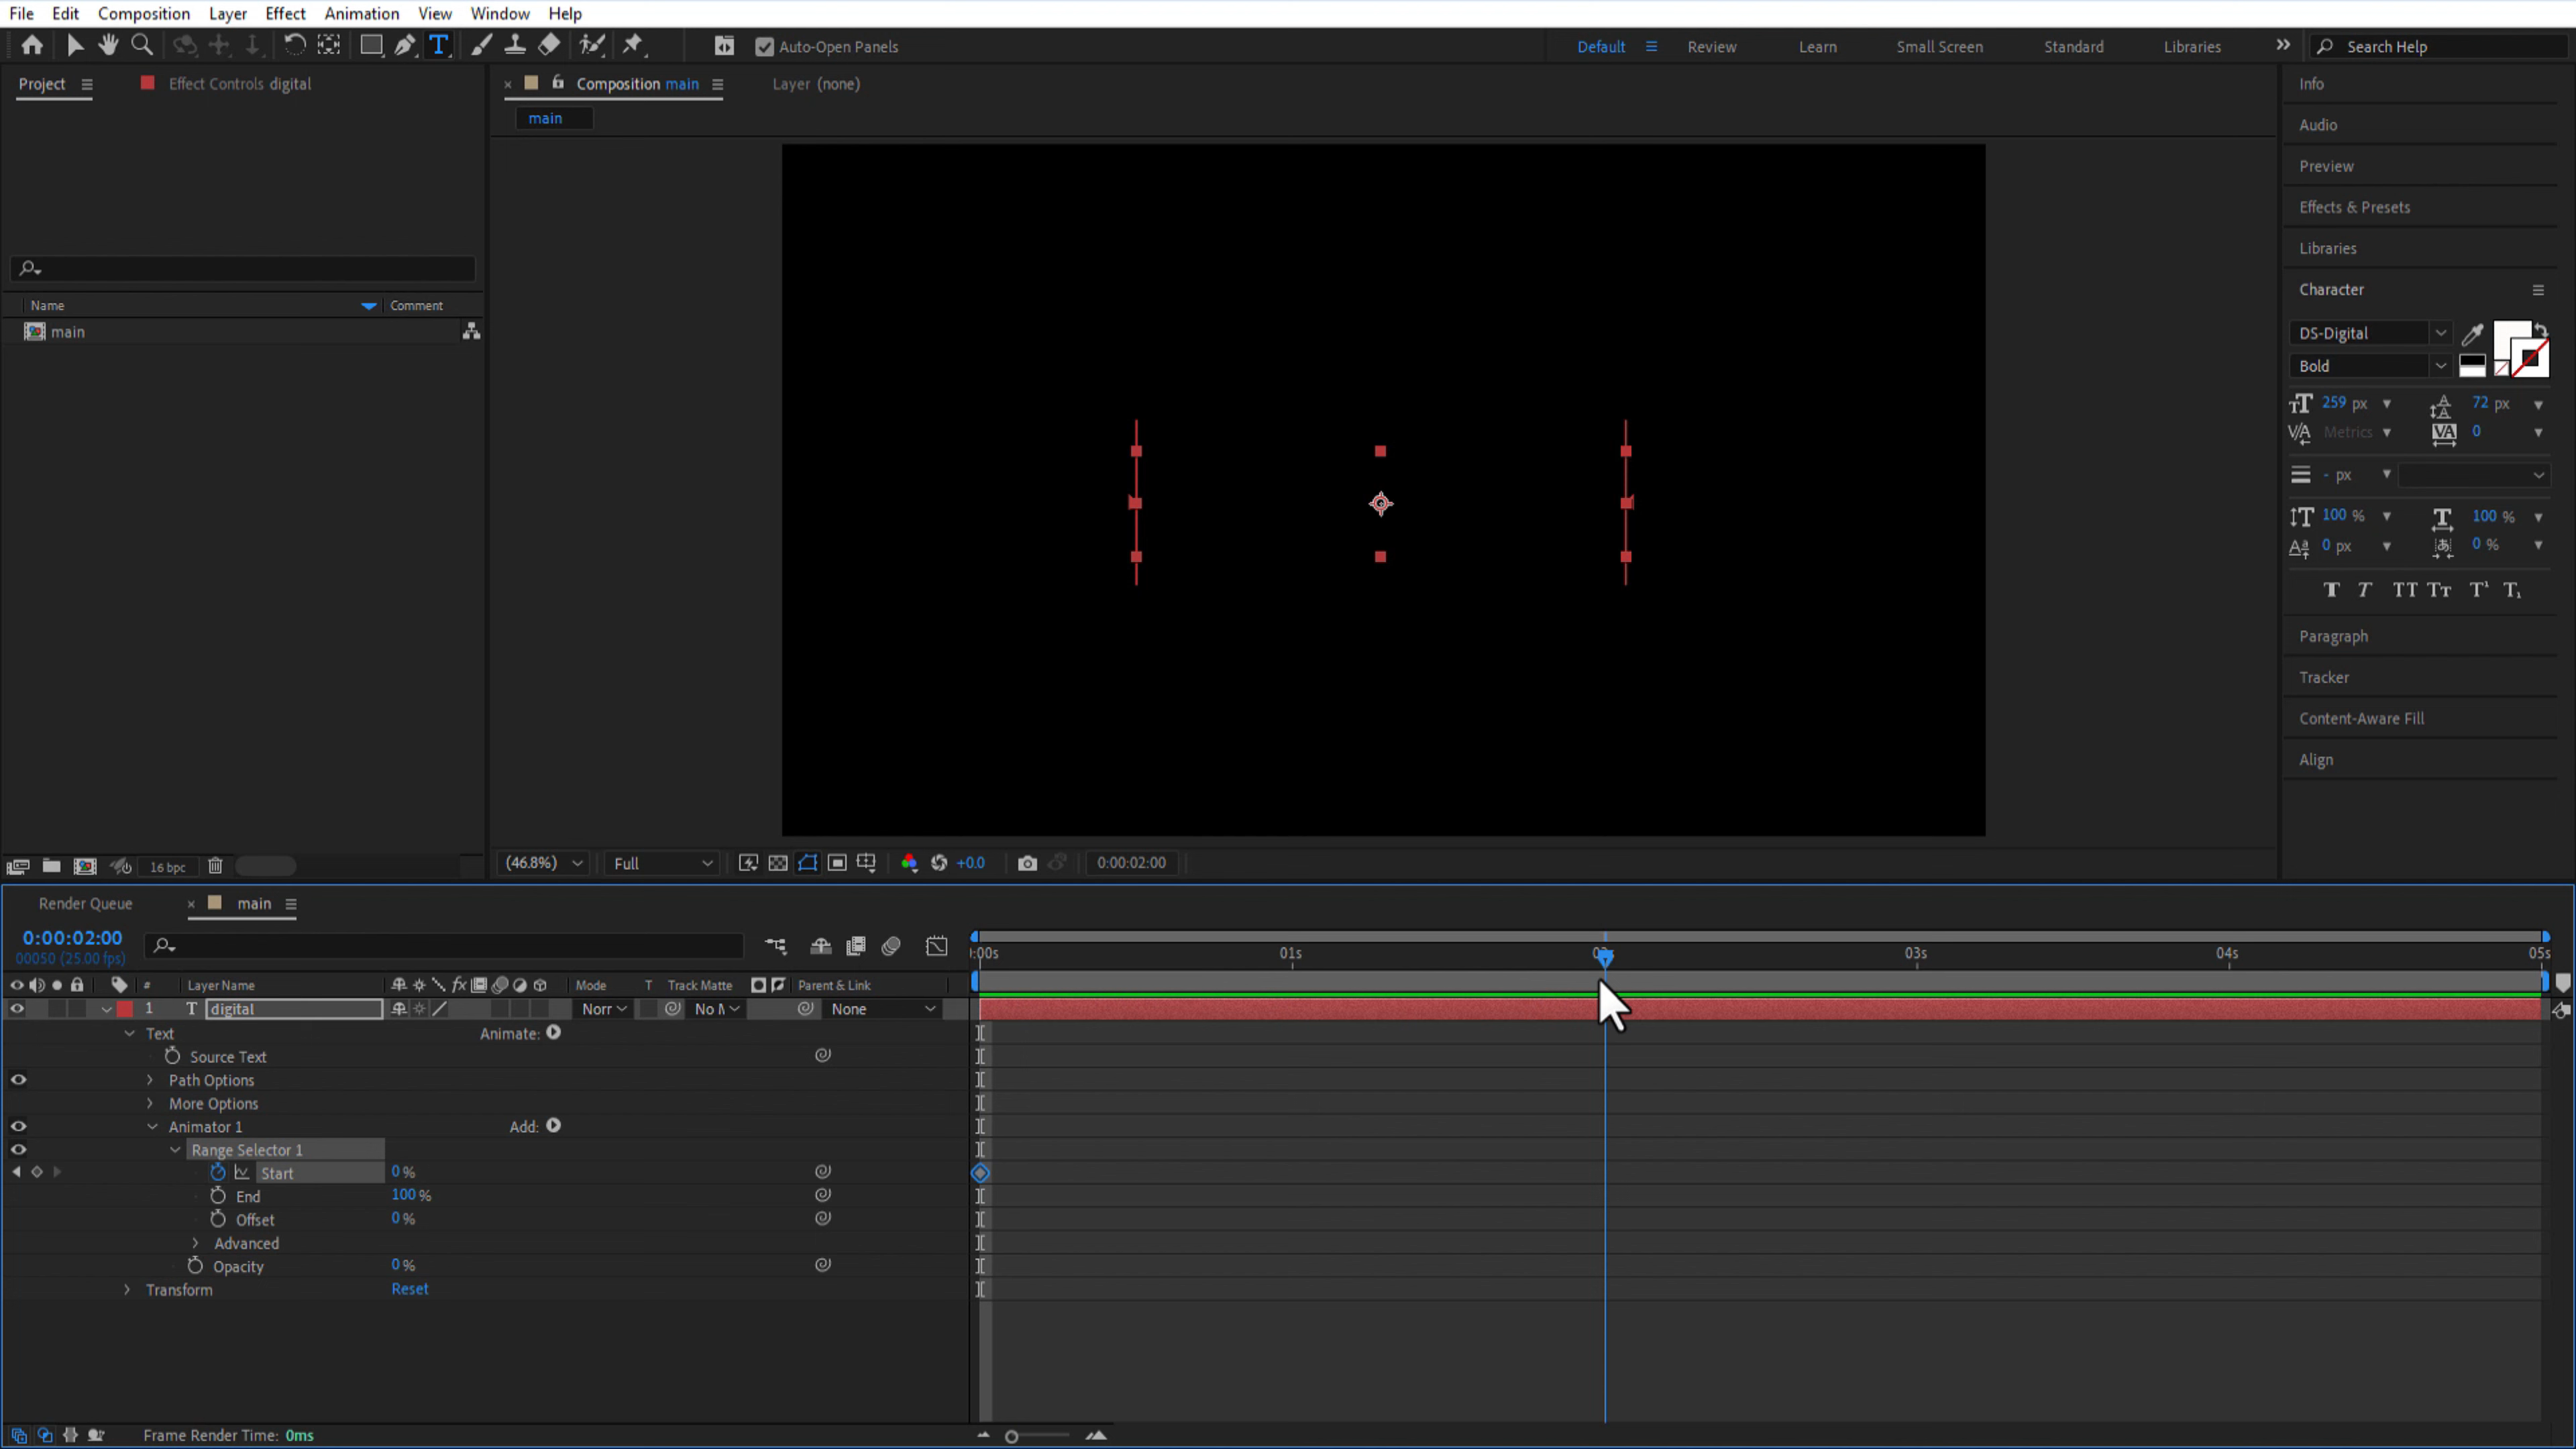 File Edit Composition Layer Effect Animation View Window Help
Auto-Open Panels Default Review Learn Small Screen Standard Libraries Search Help
Project Effect Controls digital
Composition main Layer (none)
main
Name Comment
main
16 bpc
(46.8%) Full +0.0 0:00:02:00
Info
Audio
Preview
Effects & Presets
Libraries
Character
DS-Digital
Bold
259 px 72 px
Metrics 0
- px
100 % 100 %
0 px 0 %
Paragraph
Tracker
Content-Aware Fill
Align
Render Queue main
0:00:02:00
00050 (25.00 fps)
:00s 01s 03s 04s 05s
# Layer Name Mode T Track Matte Parent & Link
1 T digital Norr No M None
Text Animate:
Source Text
Path Options
More Options
Animator 1 Add:
Range Selector 1
Start 0 %
End 100 %
Offset 0 %
Advanced
Opacity 0 %
Transform Reset
Frame Render Time: 0ms